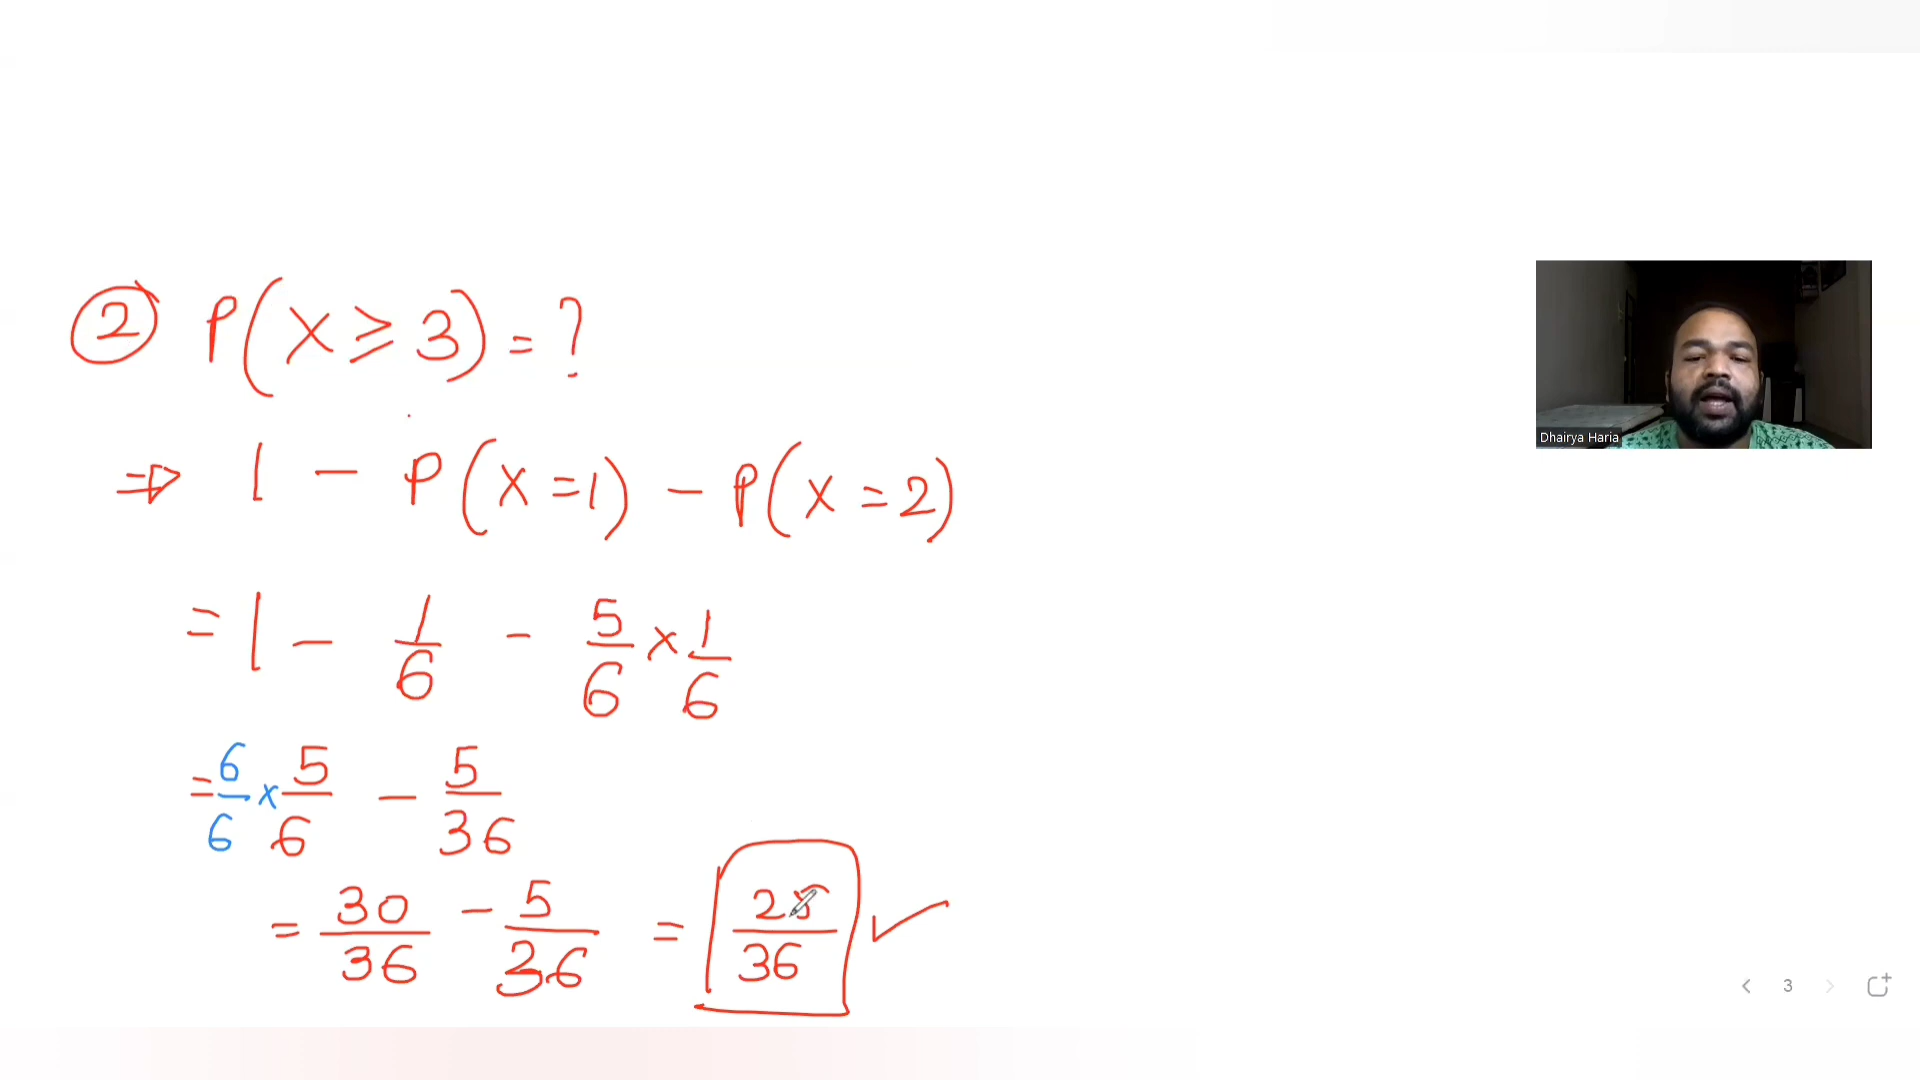 2 P(X ≥ 3) = ?
⇒ 1 - P(X = 1) - P(X = 2)
= 1 - 1/6 - 5/6 × 1/6
= 6/6 × 5/6 - 5/36
= 30/36 - 5/36 = 25/36 ✓
Dhairya Haria
3